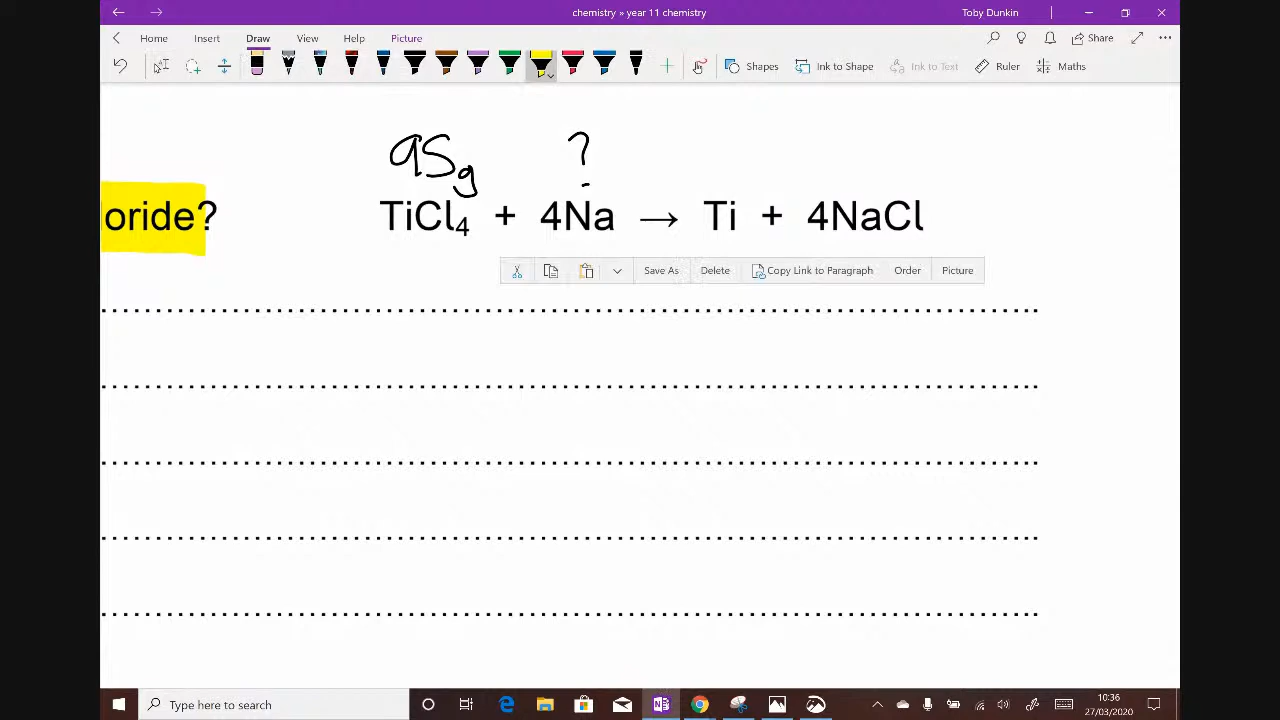 chemistry » year 11 chemistry
Toby Dunkin
Home Insert Draw View Help Picture
Share
Shapes Ink to Shape Ink to Text Ruler Maths
95g ?
loride? TiCl₄ + 4Na → Ti + 4NaCl
Save As Delete Copy Link to Paragraph Order Picture
Type here to search
10:36
27/03/2020